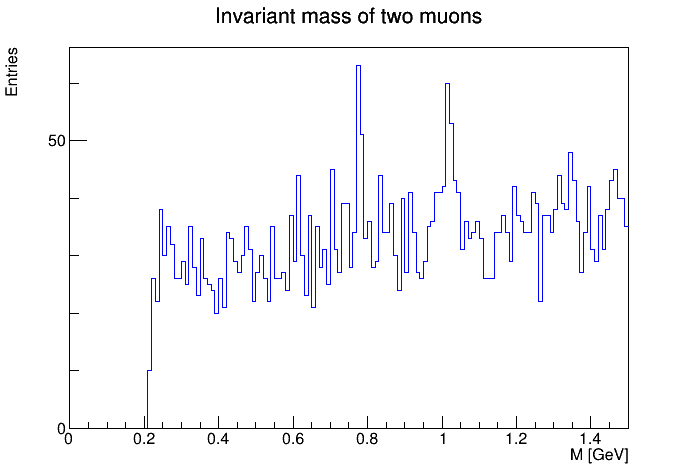 Invariant mass of two muons
Entries
50
0
0 0.2 0.4 0.6 0.8 1 1.2 1.4
M [GeV]